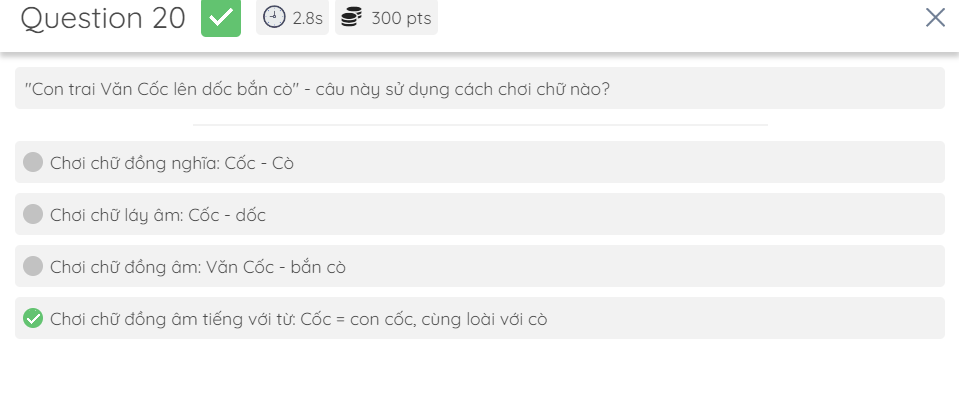 Question 20 2.8s 300 pts
"Con trai Văn Cốc lên dốc bắn cò" - câu này sử dụng cách chơi chữ nào?
Chơi chữ đồng nghĩa: Cốc - Cò
Chơi chữ láy âm: Cốc - dốc
Chơi chữ đồng âm: Văn Cốc - bắn cò
Chơi chữ đồng âm tiếng với từ: Cốc = con cốc, cùng loài với cò